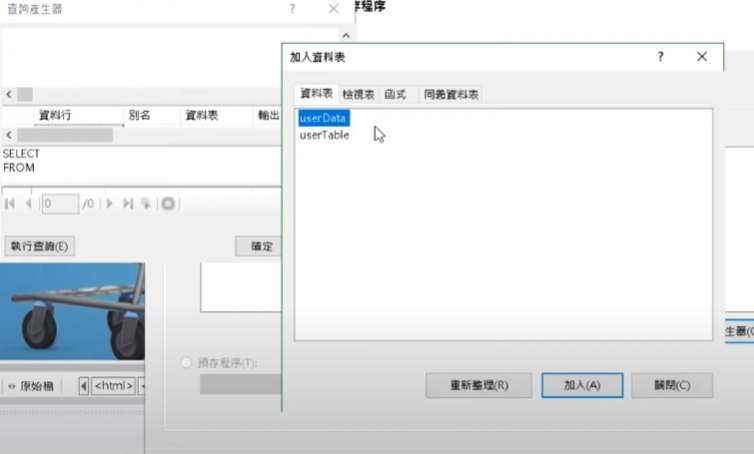 查詢產生器
?
存程序
加入資料表
?
資料行 別名 資料表 輸出
資料表 檢視表 函式 同義資料表
userData
userTable
SELECT
FROM
0 /0
執行查詢(E) 確定
預存程序(T):
生器(
原始檔 <html>
重新整理(R) 加入(A) 關閉(C)